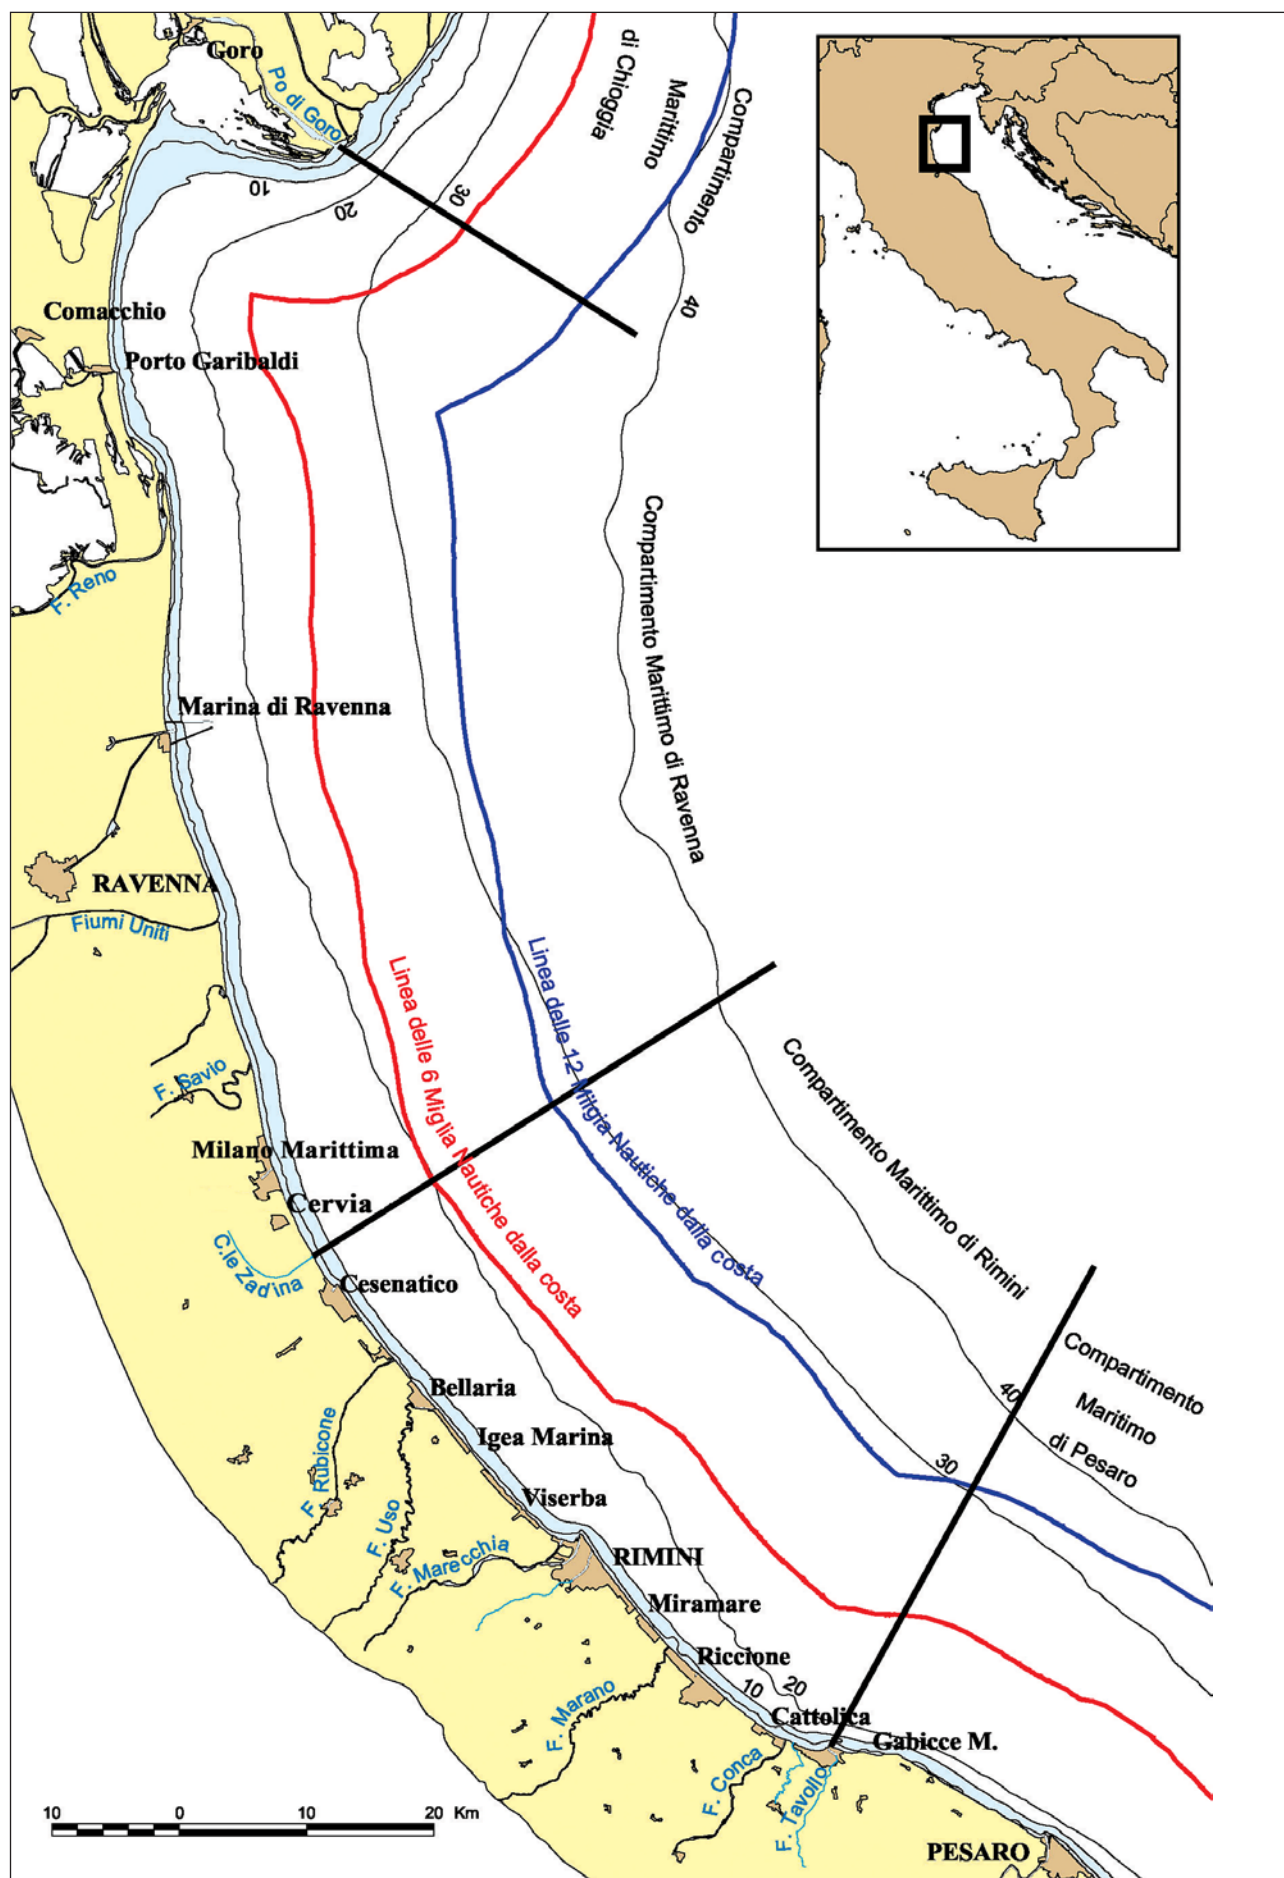 Goro
Po di Goro
10
20
30
40
di Chioggia
Marittimo
Compartimento
Comacchio
Porto Garibaldi
F. Reno
Marina di Ravenna
Compartimento Marittimo di Ravenna
RAVENNA
Fiumi Uniti
Linea delle 6 Miglia Nautiche dalla costa
Linea delle 12 Milgia Nautiche dalla costa
F. Savio
Milano Marittima
Cervia
C.le Zadina
Cesenatico
Compartimento Marittimo di Rimini
Bellaria
Igea Marina
Viserba
F. Rubicone
F. Uso
F. Marecchia
RIMINI
Miramare
Riccione
40
30
Compartimento
Maritimo
di Pesaro
10
20
Cattolica
Gabicce M.
F. Marano
F. Conca
F. Tavollo
PESARO
10 0 10 20 Km